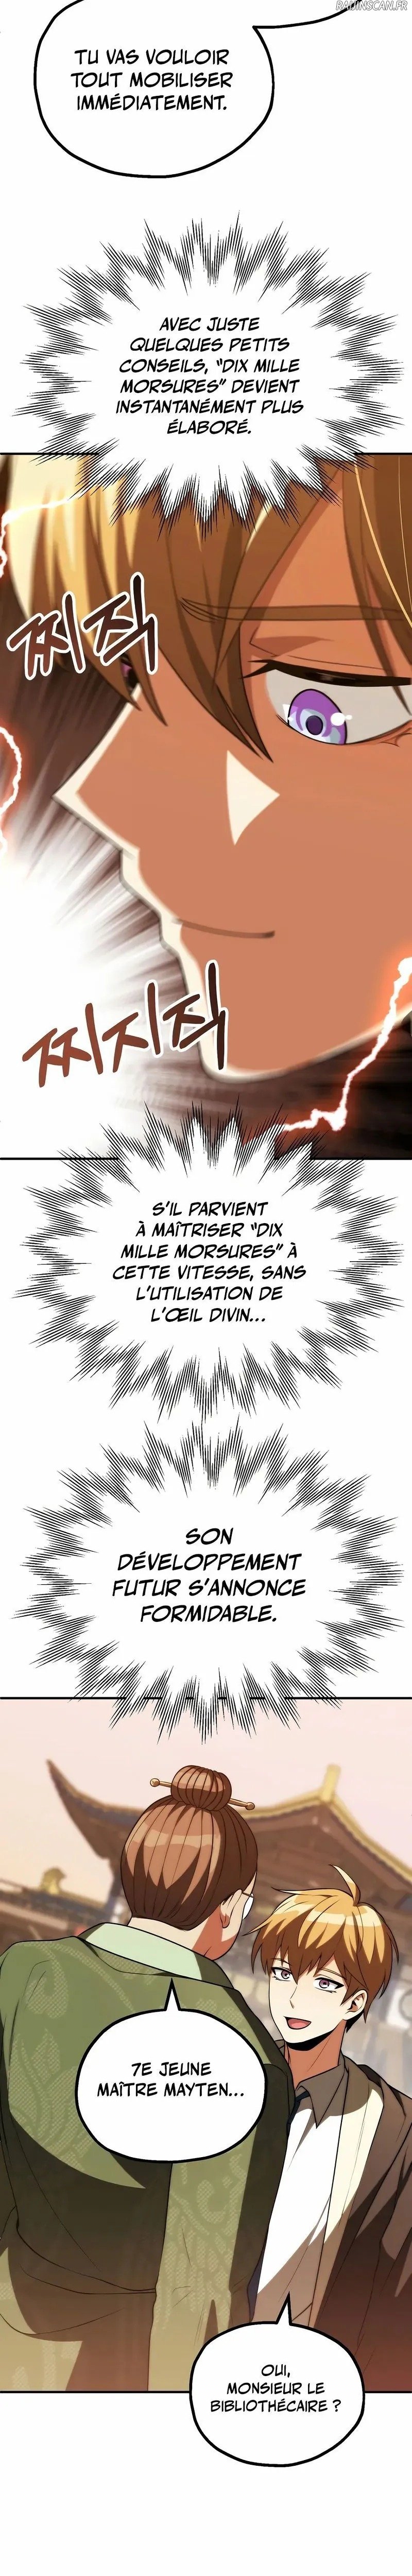 RADINSCAN.FR
TU VAS VOULOIR
TOUT MOBILISER
IMMÉDIATEMENT.
AVEC JUSTE
QUELQUES PETITS
CONSEILS, "DIX MILLE
MORSURES" DEVIENT
INSTANTANÉMENT PLUS
ÉLABORÉ.
찌직
찌지직
S'IL PARVIENT
À MAÎTRISER "DIX
MILLE MORSURES" À
CETTE VITESSE, SANS
L'UTILISATION DE
L'ŒIL DIVIN...
SON
DÉVELOPPEMENT
FUTUR S'ANNONCE
FORMIDABLE.
7E JEUNE
MAÎTRE MAYTEN...
OUI,
MONSIEUR LE
BIBLIOTHÉCAIRE ?